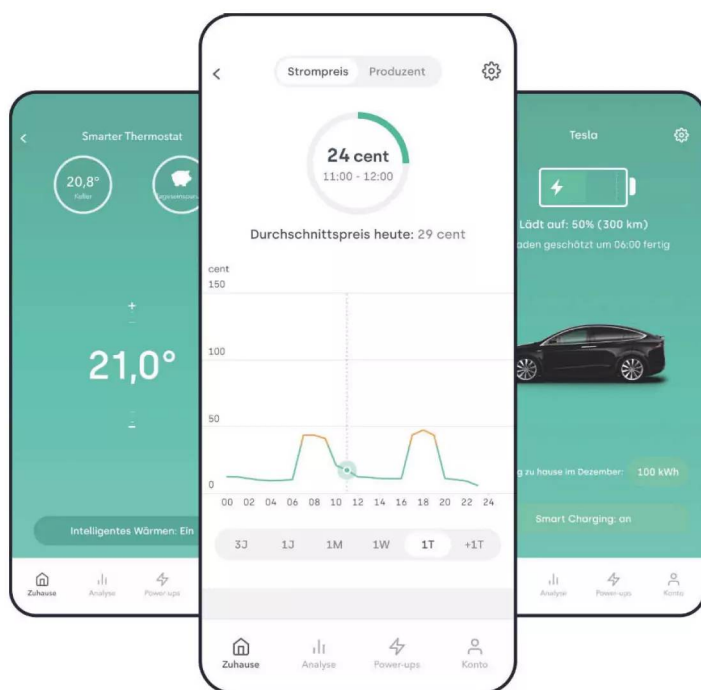 Smarter Thermostat
20,8°
Keller
+
21,0°
Intelligentes Wärmen: Ein
Zuhause
Analyse
Power-ups
Strompreis
Produzent
24 cent
11:00 - 12:00
Durchschnittspreis heute: 29 cent
cent
150
100
50
0
00 02 04 06 08 10 12 14 16 18 20 22 24
3J 1J 1M 1W 1T +1T
Zuhause
Analyse
Power-ups
Konto
Tesla
Lädt auf: 50% (300 km)
aden geschätzt um 06:00 fertig
g zu hause im Dezember:
100 kWh
Smart Charging: an
Analyse
Power-ups
Konto